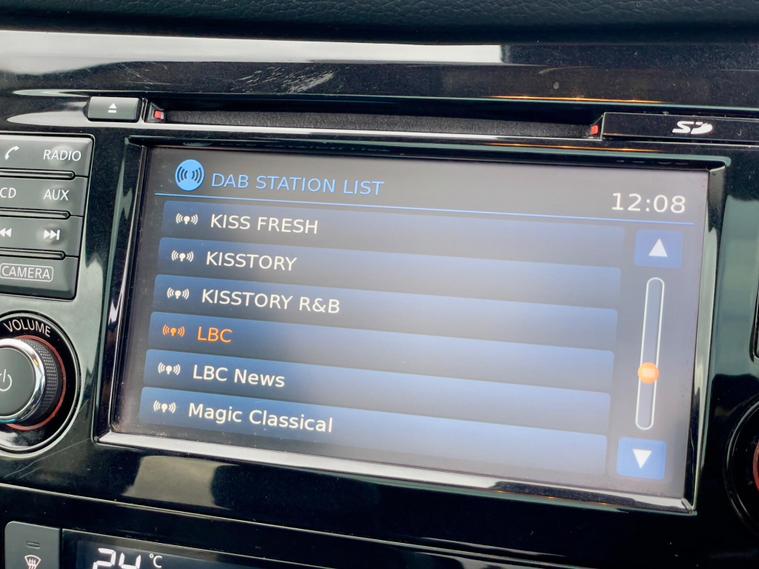 RADIO
CD AUX
CAMERA
VOLUME
SD
DAB STATION LIST
12:08
KISS FRESH
KISSTORY
KISSTORY R&B
LBC
LBC News
Magic Classical
24 °C